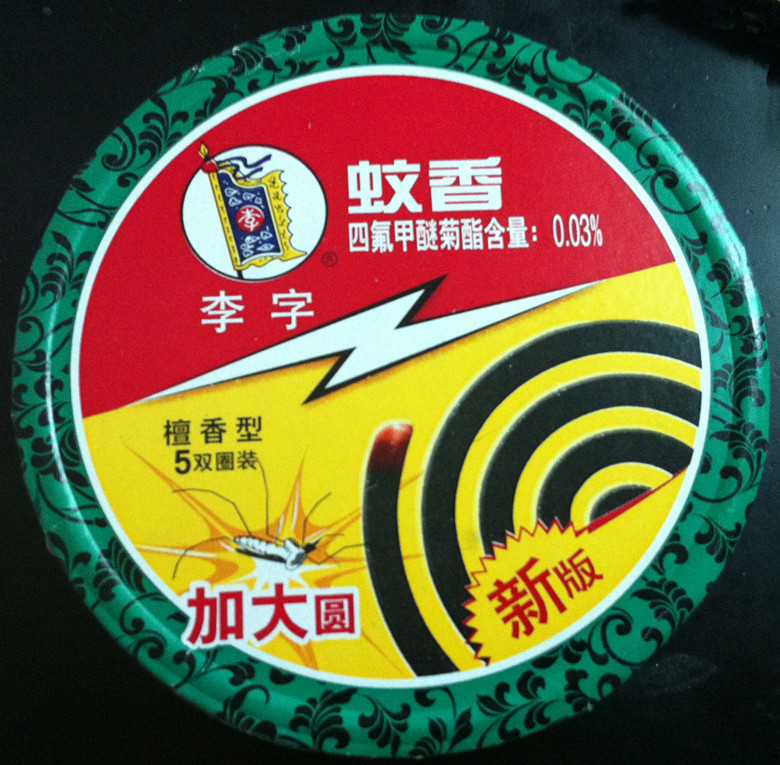 蚊香
四氟甲醚菊酯含量：0.03%
李
®
李字
檀香型
5双圈装
加大圆
新版